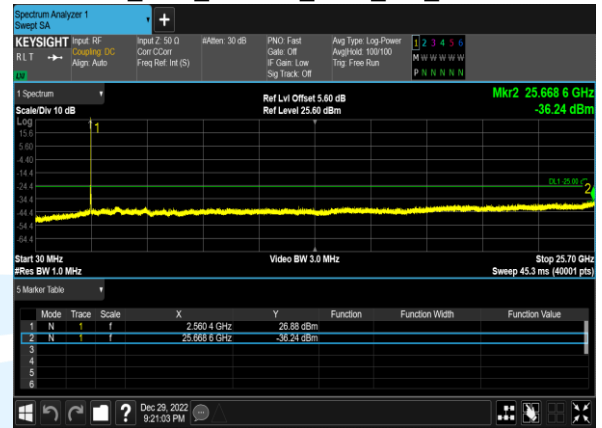 Spectrum Analyzer 1
Swept SA
KEYSIGHT Input: RF Input Z: 50 Ω #Atten: 30 dB PNO: Fast Avg Type: Log-Power 1 2 3 4 5 6
RLT Coupling: DC Corr CCorr Gate: Off Avg|Hold: 100/100 M W W W W W
Align: Auto Freq Ref: Int (S) IF Gain: Low Trig: Free Run P N N N N N
Sig Track: Off
1 Spectrum Ref Lvl Offset 5.60 dB Mkr2 25.668 6 GHz
Scale/Div 10 dB Ref Level 25.60 dBm -36.24 dBm
Log
15.6
5.60
-4.40
-14.4
-24.4
-34.4
-44.4
-54.4
-64.4
1
2
Start 30 MHz Video BW 3.0 MHz Stop 25.70 GHz
#Res BW 1.0 MHz Sweep 45.3 ms (40001 pts)
5 Marker Table
Mode Trace Scale X Y Function Function Width Function Value
1 N 1 f 2.560 4 GHz 26.88 dBm
2 N 1 f 25.668 6 GHz -36.24 dBm
3
4
5
6
? Dec 29, 2022
9:21:03 PM